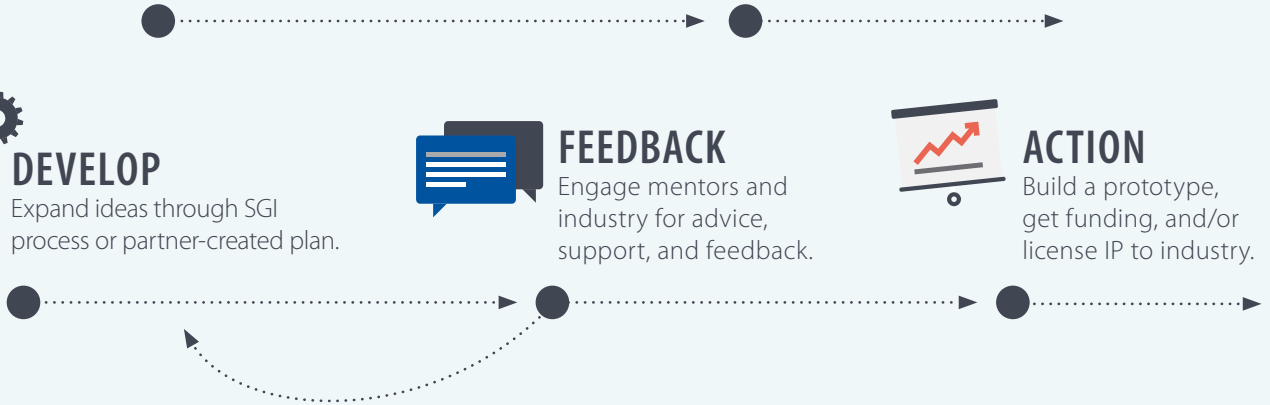 DEVELOP
Expand ideas through SGI
process or partner-created plan.
FEEDBACK
Engage mentors and
industry for advice,
support, and feedback.
ACTION
Build a prototype,
get funding, and/or
license IP to industry.